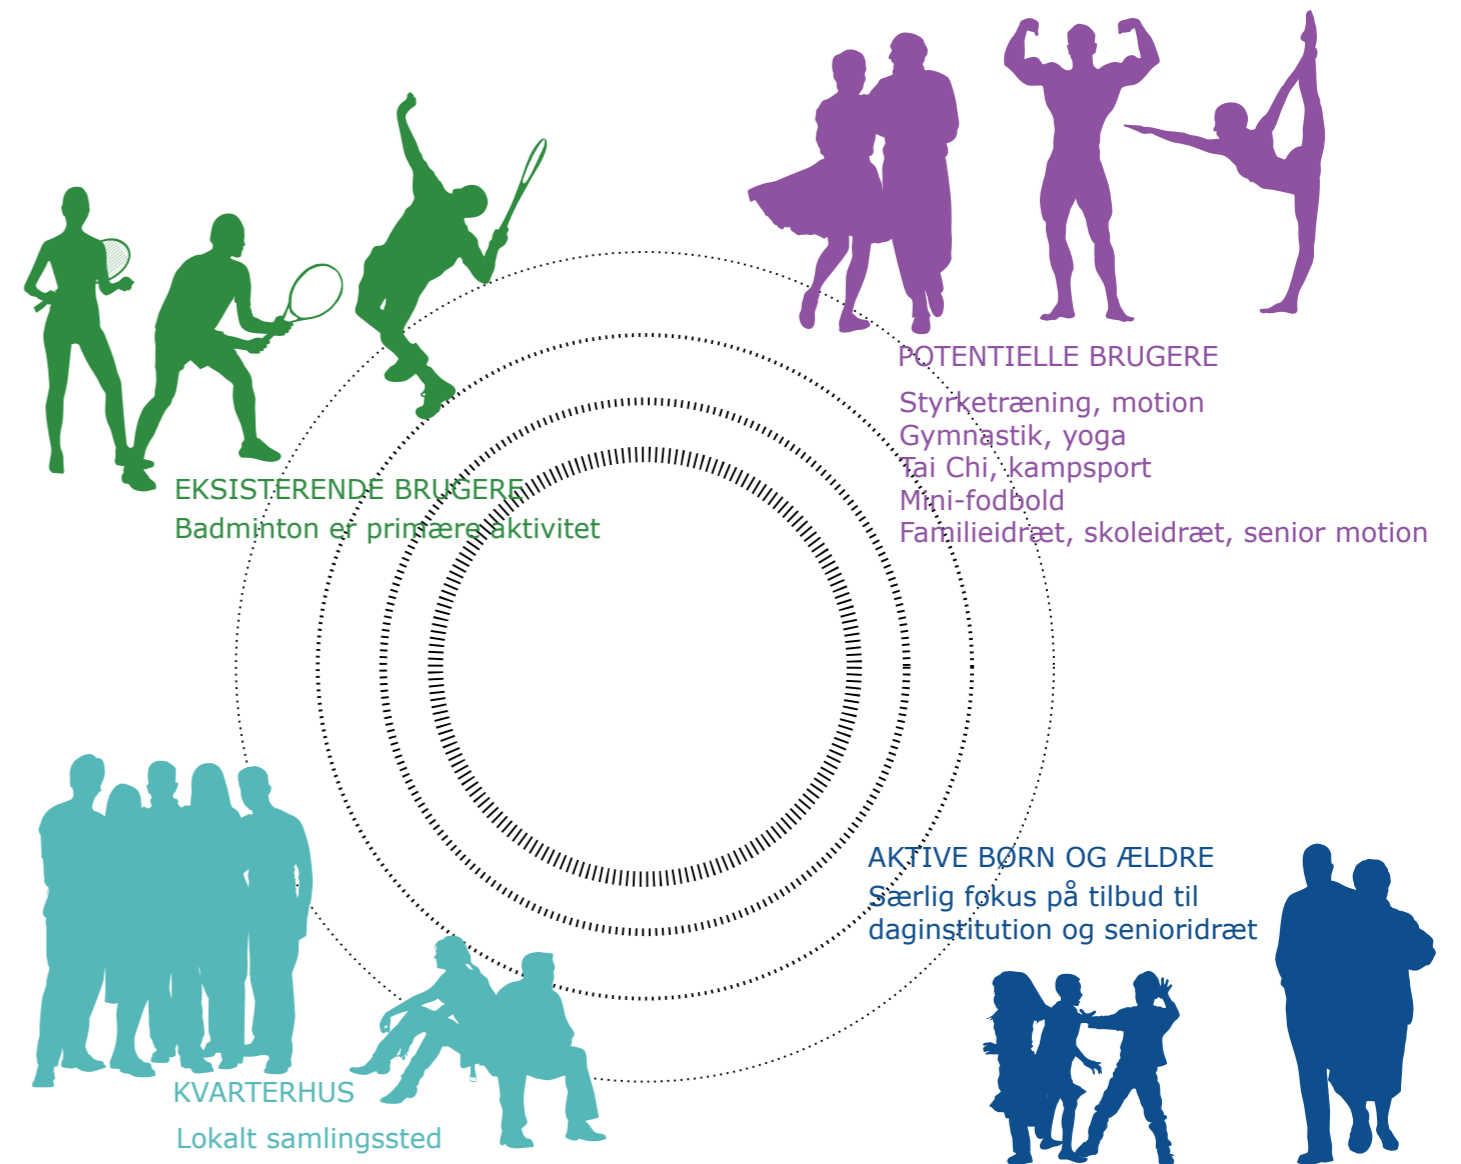 EKSISTERENDE BRUGERE
Badminton er primære aktivitet
POTENTIELLE BRUGERE
Styrketræning, motion
Gymnastik, yoga
Tai Chi, kampsport
Mini-fodbold
Familieidræt, skoleidræt, senior motion
KVARTERHUS
Lokalt samlingssted
AKTIVE BØRN OG ÆLDRE
Særlig fokus på tilbud til
daginstitution og senioridræt